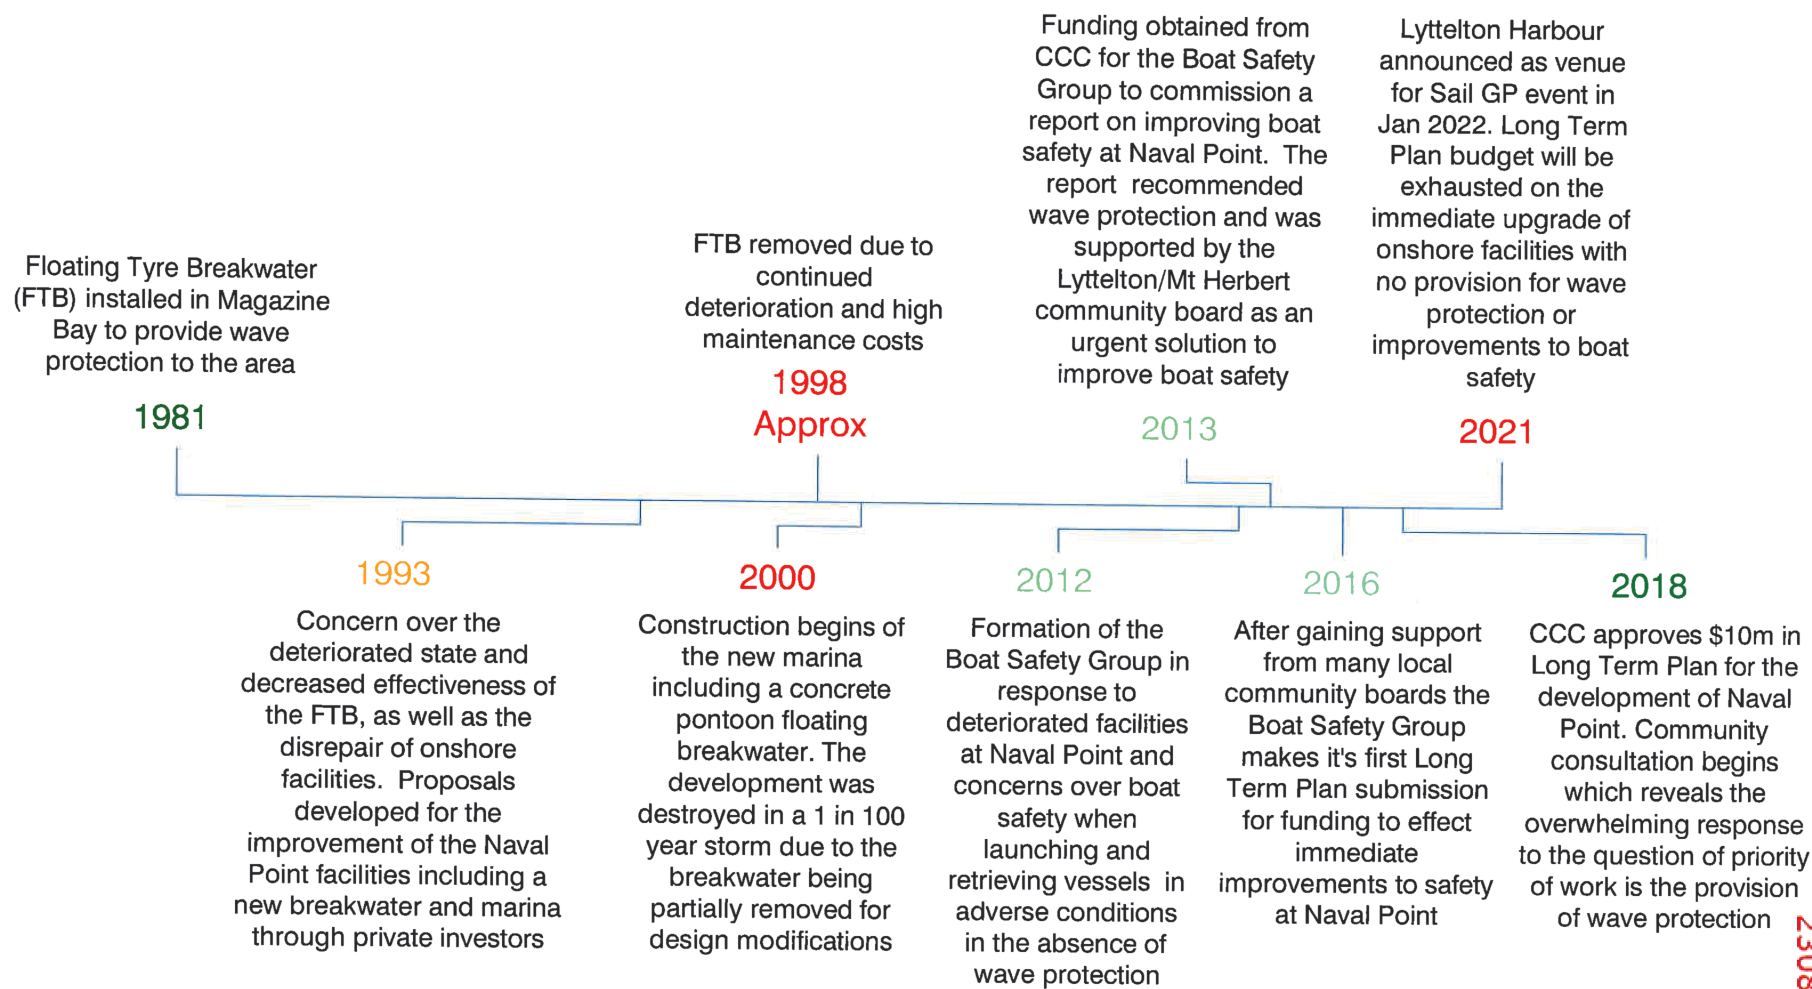 Floating Tyre Breakwater
(FTB) installed in Magazine
Bay to provide wave
protection to the area
1981
FTB removed due to
continued
deterioration and high
maintenance costs
1998
Approx
Funding obtained from
CCC for the Boat Safety
Group to commission a
report on improving boat
safety at Naval Point.  The
report  recommended
wave protection and was
supported by the
Lyttelton/Mt Herbert
community board as an
urgent solution to
improve boat safety
2013
Lyttelton Harbour
announced as venue
for Sail GP event in
Jan 2022. Long Term
Plan budget will be
exhausted on the
immediate upgrade of
onshore facilities with
no provision for wave
protection or
improvements to boat
safety
2021
1993
Concern over the
deteriorated state and
decreased effectiveness of
the FTB, as well as the
disrepair of onshore
facilities.  Proposals
developed for the
improvement of the Naval
Point facilities including a
new breakwater and marina
through private investors
2000
Construction begins of
the new marina
including a concrete
pontoon floating
breakwater. The
development was
destroyed in a 1 in 100
year storm due to the
breakwater being
partially removed for
design modifications
2012
Formation of the
Boat Safety Group in
response to
deteriorated facilities
at Naval Point and
concerns over boat
safety when
launching and
retrieving vessels  in
adverse conditions
in the absence of
wave protection
2016
After gaining support
from many local
community boards the
Boat Safety Group
makes it's first Long
Term Plan submission
for funding to effect
immediate
improvements to safety
at Naval Point
2018
CCC approves $10m in
Long Term Plan for the
development of Naval
Point. Community
consultation begins
which reveals the
overwhelming response
to the question of priority
of work is the provision
of wave protection
2308